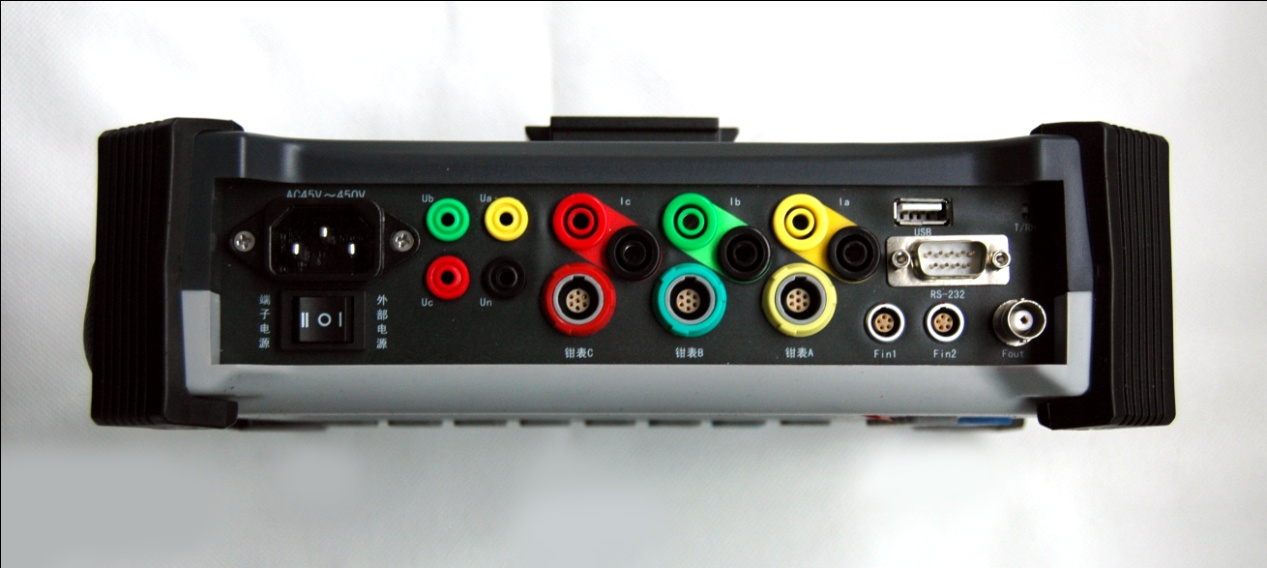 AC45V～450V
Ub
Ua
Uc
Un
端子电源
外部电源
Ic
Ib
Ia
钳表C
钳表B
钳表A
USB
RS-232
Fin1
Fin2
Fout